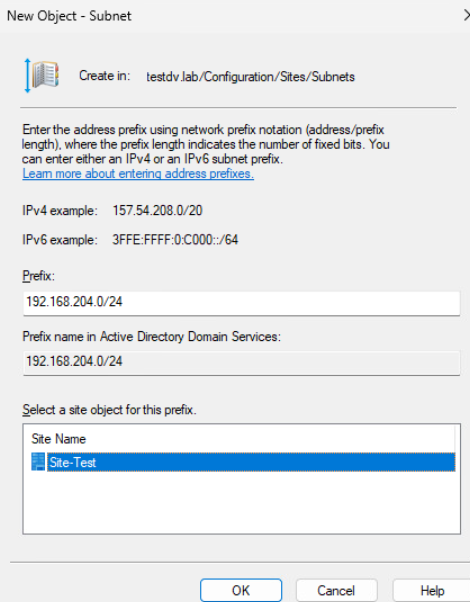 New Object - Subnet
Create in: testdv.lab/Configuration/Sites/Subnets
Enter the address prefix using network prefix notation (address/prefix
length), where the prefix length indicates the number of fixed bits. You
can enter either an IPv4 or an IPv6 subnet prefix.
Learn more about entering address prefixes.
IPv4 example: 157.54.208.0/20
IPv6 example: 3FFE:FFFF:0:C000::/64
Prefix:
192.168.204.0/24
Prefix name in Active Directory Domain Services:
192.168.204.0/24
Select a site object for this prefix.
Site Name
Site-Test
OK Cancel Help